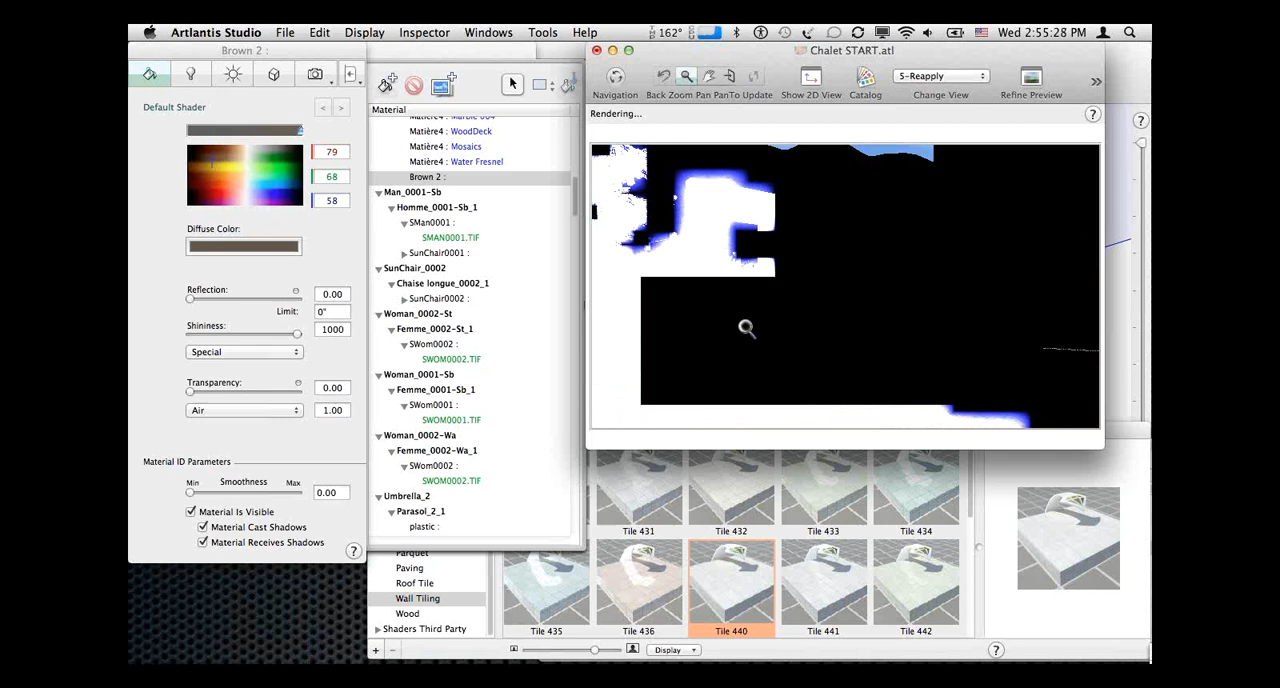 Artlantis Studio File Edit Display Inspector Windows Tools Help 162° Wed 2:55:28 PM
Brown 2 :
Default Shader
79
68
58
Diffuse Color:
Reflection: 0.00
Limit: 0°
Shininess: 1000
Special
Transparency: 0.00
Air 1.00
Material ID Parameters
Min Smoothness Max
0.00
Material Is Visible
Material Cast Shadows
Material Receives Shadows
Material
Matière4 : Marble 004
Matière4 : WoodDeck
Matière4 : Mosaics
Matière4 : Water Fresnel
Brown 2 :
Man_0001-Sb
Homme_0001-Sb_1
SMan0001 :
SMAN0001.TIF
SunChair0001 :
SunChair_0002
Chaise longue_0002_1
SunChair0002 :
Woman_0002-St
Femme_0002-St_1
SWom0002 :
SWOM0002.TIF
Woman_0001-Sb
Femme_0001-Sb_1
SWom0001 :
SWOM0001.TIF
Woman_0002-Wa
Femme_0002-Wa_1
SWom0002 :
SWOM0002.TIF
Umbrella_2
Parasol_2_1
plastic :
Chalet START.atl
5-Reapply
Navigation Back Zoom Pan PanTo Update Show 2D View Catalog Change View Refine Preview
Rendering...
Parquet
Paving
Roof Tile
Wall Tiling
Wood
Shaders Third Party
Tile 431 Tile 432 Tile 433 Tile 434
Tile 435 Tile 436 Tile 440 Tile 441 Tile 442
Display